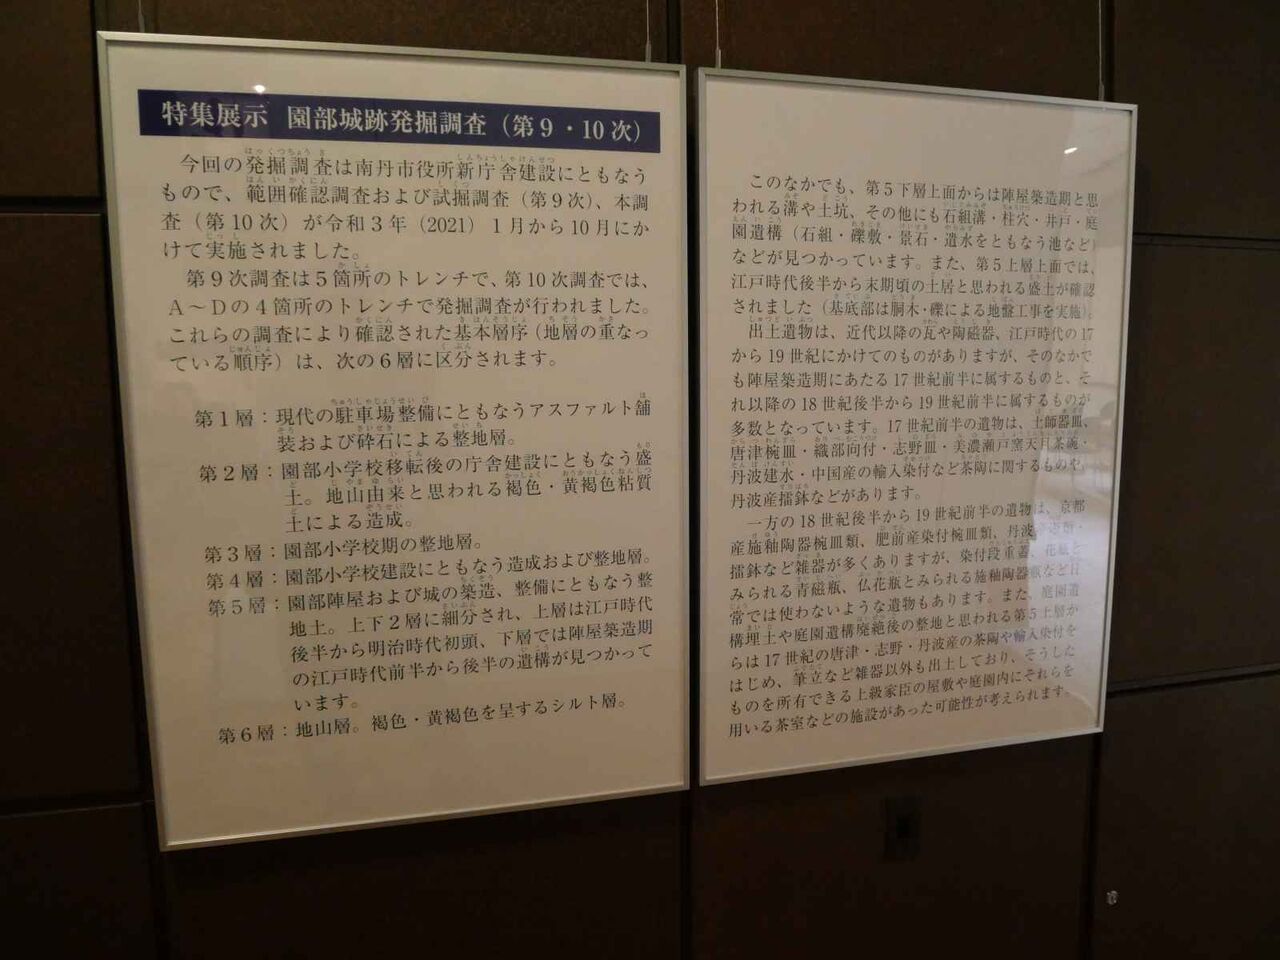 特集展示　園部城跡発掘調査（第９・10次）
今回の発掘調査は南丹市役所新庁舎建設にともなう
もので、範囲確認調査および試掘調査（第９次）、本調
査（第10次）が令和３年（2021）１月から10月にか
けて実施されました。
第９次調査は５箇所のトレンチで、第10次調査では、
Ａ～Ｄの４箇所のトレンチで発掘調査が行われました。
これらの調査により確認された基本層序（地層の重なっ
ている順序）は、次の６層に区分されます。
第１層：現代の駐車場整備にともなうアスファルト舗
装および砕石による整地層。
第２層：園部小学校移転後の庁舎建設にともなう盛
土。地山由来と思われる褐色・黄褐色粘質
土による造成。
第３層：園部小学校期の整地層。
第４層：園部小学校建設にともなう造成および整地層。
第５層：園部陣屋および城の築造、整備にともなう整
地土。上下２層に細分され、上層は江戸時代
後半から明治時代初頭、下層では陣屋築造期
の江戸時代前半から後半の遺構が見つかって
います。
第６層：地山層。褐色・黄褐色を呈するシルト層。
このなかでも、第５下層上面からは陣屋築造期と思
われる溝や土坑、その他にも石組溝・柱穴・井戸・庭
園遺構（石組・礫敷・景石・遣水をともなう池など）
などが見つかっています。また、第５上層上面では、
江戸時代後半から末期頃の土居と思われる盛土が確認
されました（基底部は胴木・礫による地盤工事を実施）。
出土遺物は、近代以降の瓦や陶磁器、江戸時代の17
から19世紀にかけてのものがありますが、そのなかで
も陣屋築造期にあたる17世紀前半に属するものと、そ
れ以降の18世紀後半から19世紀前半に属するものが
多数となっています。17世紀前半の遺物は、土師器皿、
唐津椀皿・織部向付・志野皿・美濃瀬戸窯天目茶碗・
丹波建水・中国産の輸入染付など茶陶に関するものや、
丹波産擂鉢などがあります。
一方の18世紀後半から19世紀前半の遺物は、京都
産施釉陶器椀皿類、肥前産染付椀皿類、丹波産壺類・
擂鉢など雑器が多くありますが、染付段重蓋、花瓶と
みられる青磁瓶、仏花瓶とみられる施釉陶器瓶など日
常では使わないような遺物もあります。また、庭園遺
構埋土や庭園遺構廃絶後の整地と思われる第５上層か
らは17世紀の唐津・志野・丹波産の茶陶や輸入染付を
はじめ、筆立など雑器以外も出土しており、そうした
ものを所有できる上級家臣の屋敷や庭園内にそれらを
用いる茶室などの施設があった可能性が考えられます。